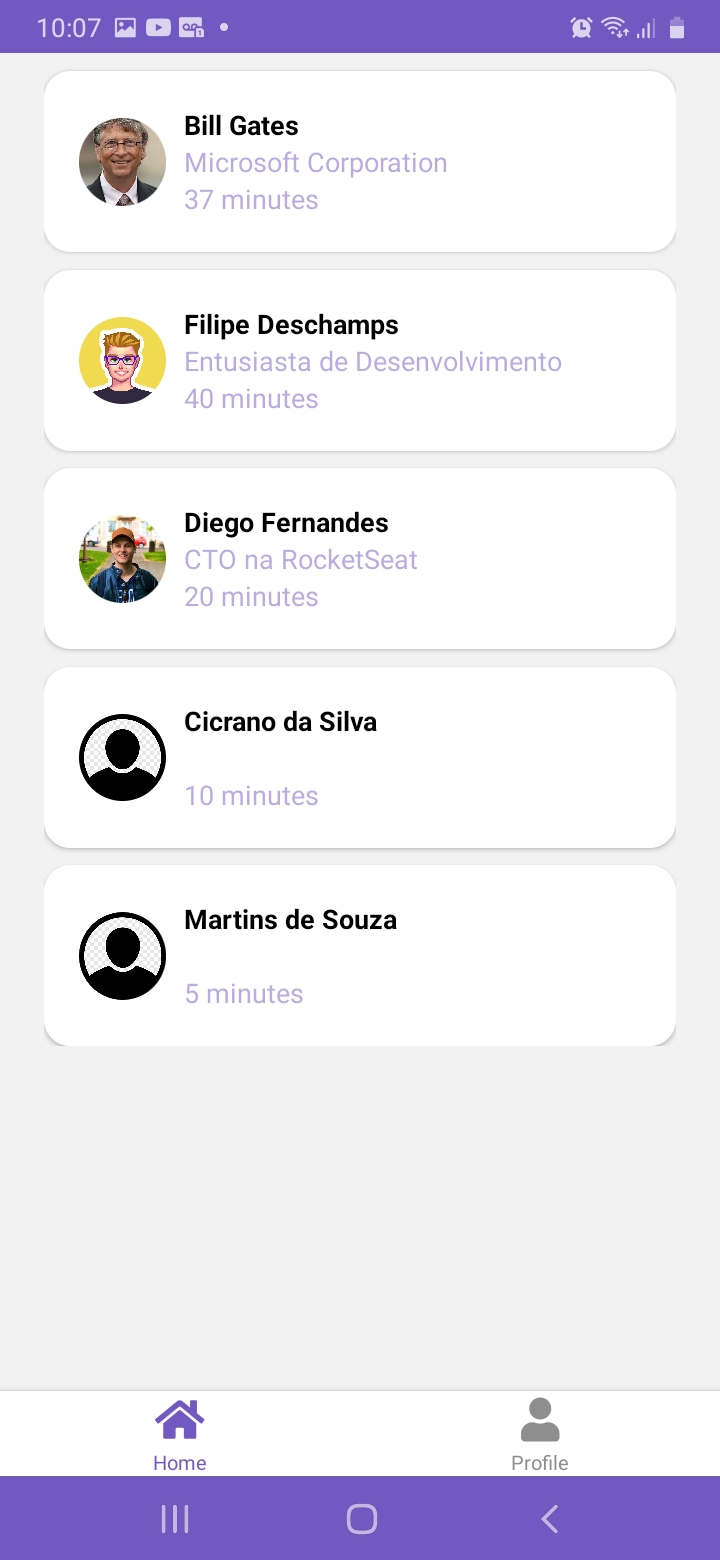 10:07
Bill Gates
Microsoft Corporation
37 minutes
Filipe Deschamps
Entusiasta de Desenvolvimento
40 minutes
Diego Fernandes
CTO na RocketSeat
20 minutes
Cicrano da Silva
10 minutes
Martins de Souza
5 minutes
Home
Profile